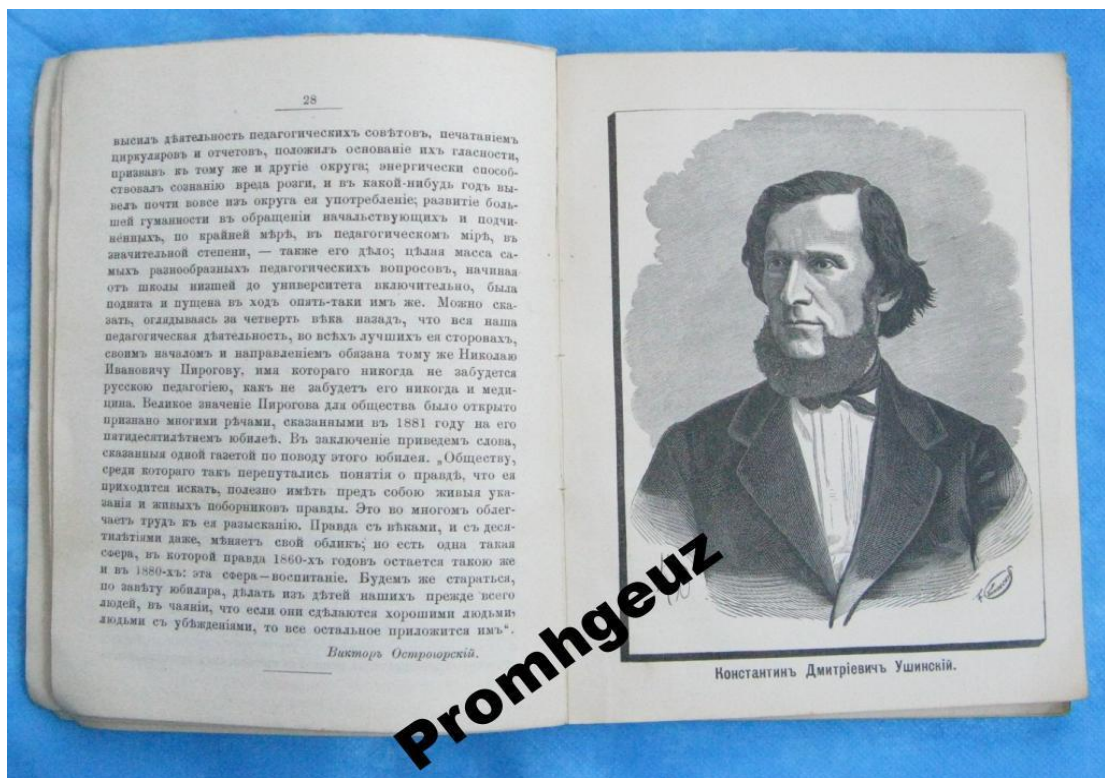 28
высилъ дѣятельность педагогическихъ совѣтовъ, печатаніемъ
циркуляровъ и отчетовъ, положилъ основаніе ихъ гласности,
призвавъ къ тому же и другіе округа; энергически способ-
ствовалъ сознанію вреда розги, и въ какой-нибудь годъ вы-
велъ почти вовсе изъ округа ея употребленіе; развитіе боль-
шей гуманности въ обращеніи начальствующихъ и подчи-
ненныхъ, по крайней мѣрѣ, въ педагогическомъ мірѣ, въ
значительной степени, — также его дѣло; цѣлая масса са-
мыхъ разнообразныхъ педагогическихъ вопросовъ, начиная
отъ школы низшей до университета включительно, была
поднята и пущена въ ходъ опять-таки имъ же. Можно ска-
зать, оглядываясь за четверть вѣка назадъ, что вся наша
педагогическая дѣятельность, во всѣхъ лучшихъ ея сторонахъ,
своимъ началомъ и направленіемъ обязана тому же Николаю
Ивановичу Пирогову, имя котораго никогда не забудется
русскою педагогіею, какъ не забудетъ его никогда и меди-
цина. Великое значеніе Пирогова для общества было открыто
признано многими рѣчами, сказанными въ 1881 году на его
пятидесятилѣтнемъ юбилеѣ. Въ заключеніе приведемъ слова,
сказанныя одной газетой по поводу этого юбилея. „Обществу,
среди котораго такъ перепутались понятія о правдѣ, что ея
приходится искать, полезно имѣть предъ собою живыя ука-
занія и живыхъ поборниковъ правды. Это во многомъ облег-
чаетъ трудъ къ ея разысканію. Правда съ вѣками, и съ деся-
тилѣтіями даже, мѣняетъ свой обликъ; но есть одна такая
сфера, въ которой правда 1860-хъ годовъ остается такою же
и въ 1880-хъ: эта сфера—воспитаніе. Будемъ же стараться,
по завѣту юбиляра, дѣлать изъ дѣтей нашихъ прежде всего
людей, въ чаяніи, что если они сдѣлаются хорошими людьми,
людьми съ убѣжденіями, то все остальное приложится имъ“.
Викторъ Острогорскій.
Константинъ Дмитріевичъ Ушинскій.
Promhgeuz